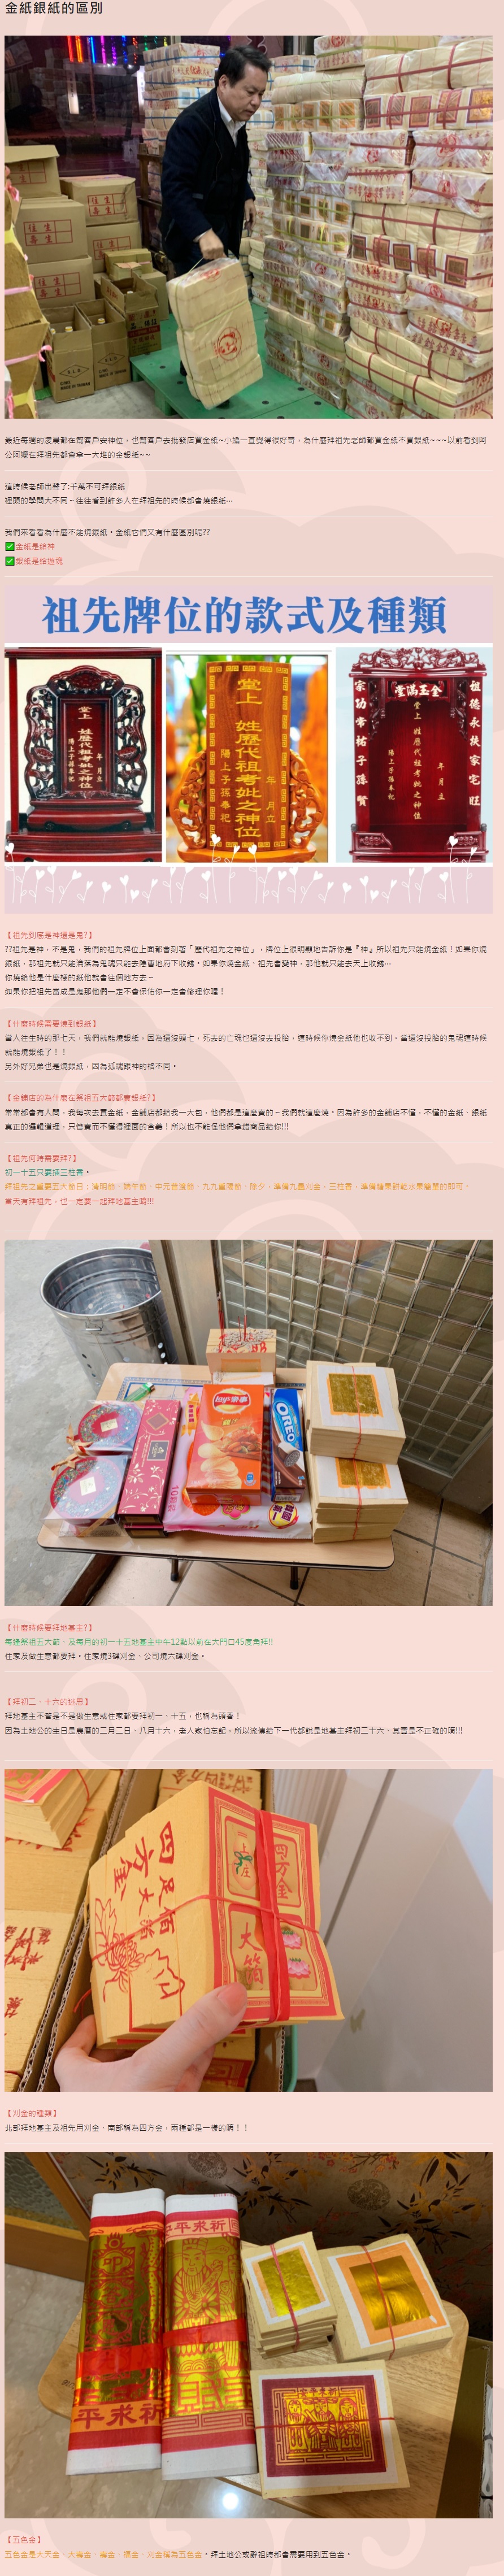 金紙銀紙的區別
最近每週的凌晨都在幫客戶安神位，也幫客戶去批發店買金紙~小編一直覺得很好奇，為什麼拜祖先老師都買金紙不買銀紙~~~以前看到阿
公阿嬤在拜祖先都會拿一大堆的金銀紙~~
這時候老師出聲了:千萬不可拜銀紙
裡頭的學問大不同～往往看到許多人在拜祖先的時候都會燒銀紙…
我們來看看為什麼不能燒銀紙。金紙它們又有什麼區別呢??
✅金紙是給神
✅銀紙是給遊魂
祖先牌位的款式及種類
堂上 姓歷代祖考妣之神位
年 月 立
陽上子孫奉祀
堂上 姓歷代祖考妣之神位
年 月 立
陽上子孫奉祀
金玉滿堂
祖德永扶家宅旺
宗功常祐子孫賢
堂上 姓歷代祖考妣之神位
年 月 立
陽上子孫奉祀
【祖先到底是神還是鬼?】
??祖先是神，不是鬼，我們的祖先牌位上面都會刻著「歷代祖先之神位」，牌位上很明顯地告訴你是『神』所以祖先只能燒金紙！如果你燒
銀紙，那祖先就只能淪落為鬼魂只能去陰曹地府下收錢。如果你燒金紙、祖先會變神，那他就只能去天上收錢…
你燒給他是什麼種的紙他就會往個地方去～
如果你把祖先當成是鬼那他們一定不會保佑你一定會修理你喔！
【什麼時候需要燒到銀紙】
當人往生時的那七天，我們就能燒銀紙，因為還沒頭七，死去的亡魂也還沒去投胎，這時候你燒金紙他也收不到。當還沒投胎的鬼魂這時候
就能燒銀紙了！！
另外好兄弟也是燒銀紙，因為孤魂跟神的格不同。
【金舖店的為什麼在祭祖五大節都賣銀紙?】
常常都會有人問，我每次去買金紙，金舖店都給我一大包，他們都是這麼賣的～我們就這麼燒。因為許多的金舖店不懂，不懂的金紙、銀紙
真正的邏輯道理，只管賣而不懂得裡面的含義！所以也不能怪他們拿錯商品給你!!!
【祖先何時需要拜?】
初一十五只要插三柱香。
拜祖先之重要五大節日：清明節、端午節、中元普渡節、九九重陽節、除夕，準備九疊刈金，三柱香，準備糖果餅乾水果簡單的即可。
當天有拜祖先，也一定要一起拜地基主唷!!!
OREO
【什麼時候要拜地基主?】
每逢祭祖五大節、及每月的初一十五地基主中午12點以前在大門口45度角拜!!
住家及做生意都要拜。住家燒3疊刈金、公司燒六疊刈金。
【拜初二、十六的迷思】
拜地基主不管是不是做生意或住家都要拜初一、十五，也稱為頭香！
因為土地公的生日是農曆的二月二日、八月十六，老人家怕忘記，所以流傳給下一代都說是地基主拜初二十六、其實是不正確的唷!!!
四方金
大箔
上庄
四方金
大箔
【刈金的種類】
北部拜地基主及祖先用刈金、南部稱為四方金，兩種都是一樣的唷！！
祈求平
祈求平
【五色金】
五色金是大天金、大壽金、壽金、福金、刈金稱為五色金。拜土地公或辭祖時都會需要用到五色金。